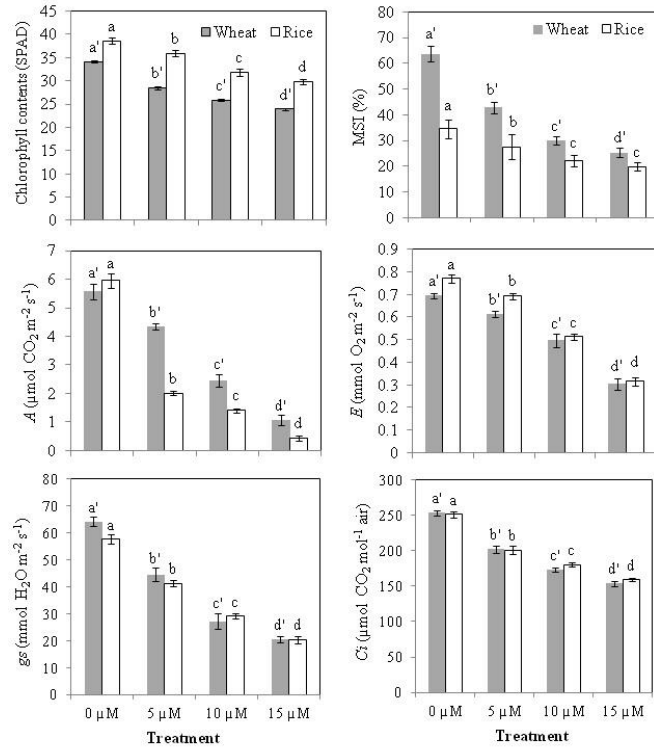 Chlorophyll contents (SPAD)
45
40
35
30
25
20
15
10
5
0
Wheat Rice
a' a b' b c' c d' d
MSI (%)
80
70
60
50
40
30
20
10
0
Wheat Rice
a' a b' b c' c d' c
A (µmol CO2 m-2 s-1)
7
6
5
4
3
2
1
0
a' a b' b c' c d' d
E (mmol O2 m-2 s-1)
0.9
0.8
0.7
0.6
0.5
0.4
0.3
0.2
0.1
0
a' a b' b c' c d' d
gs (mmol H2O m-2 s-1)
80
70
60
50
40
30
20
10
0
a' a b' b c' c d' d
0 µM 5 µM 10 µM 15 µM
Treatment
Ci (µmol CO2 mol-1 air)
300
250
200
150
100
50
0
a' a b' b c' c d' d
0 µM 5 µM 10 µM 15 µM
Treatment